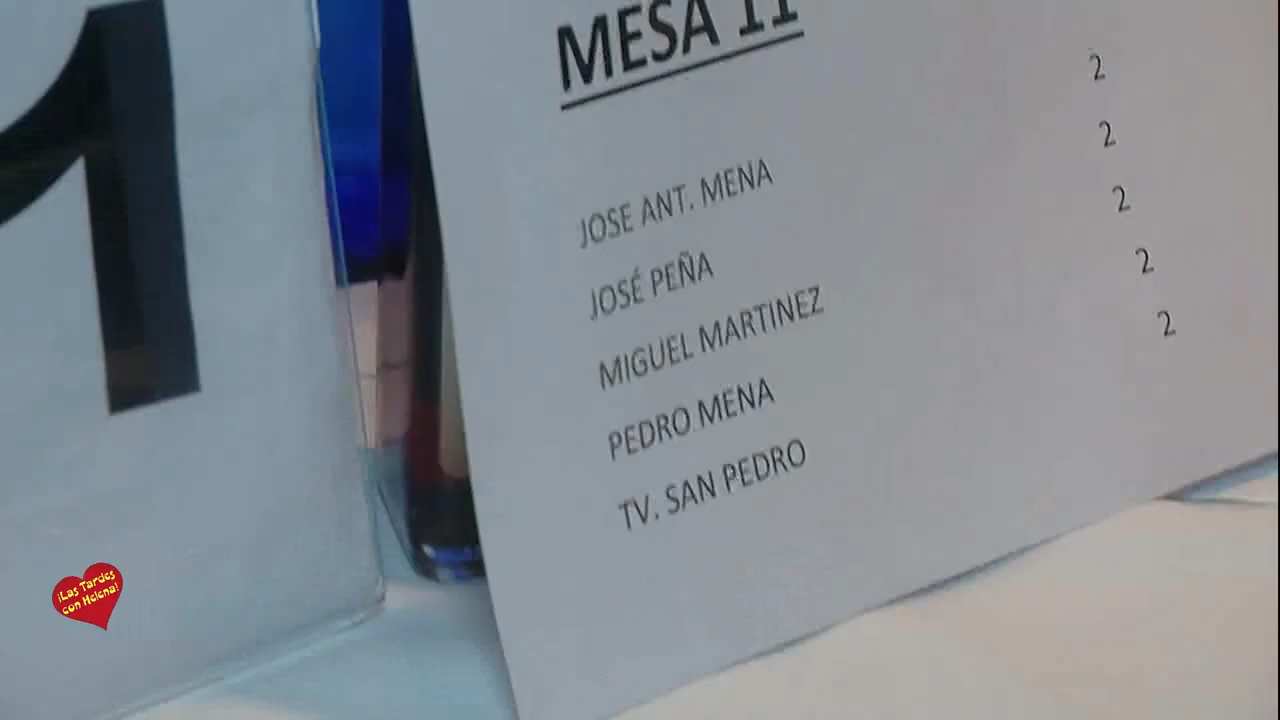 1
MESA 11
JOSE ANT. MENA 2
JOSÉ PEÑA 2
MIGUEL MARTINEZ 2
PEDRO MENA 2
TV. SAN PEDRO 2
¡Las Tardes
con Helena!